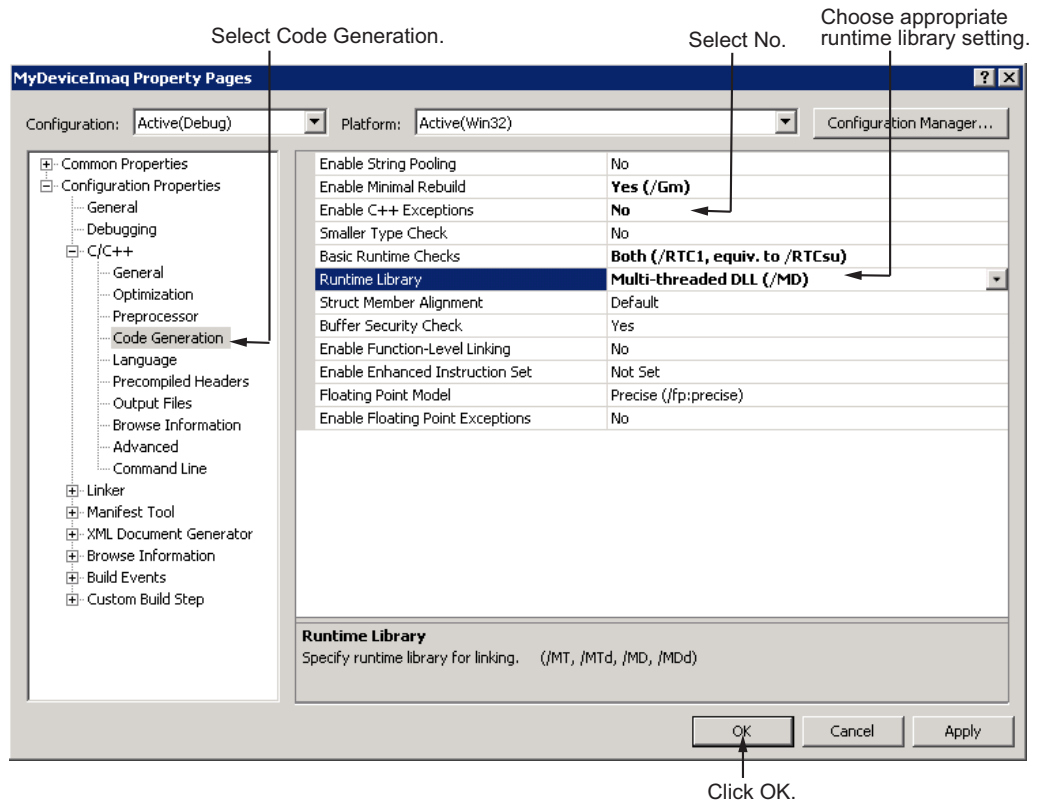 Choose appropriate
Select Code Generation.
Select No.
runtime library setting.
MyDeviceImaq Property Pages
Configuration: Active(Debug) Platform: Active(Win32) Configuration Manager...
Common Properties
Configuration Properties
General
Debugging
C/C++
General
Optimization
Preprocessor
Code Generation
Language
Precompiled Headers
Output Files
Browse Information
Advanced
Command Line
Linker
Manifest Tool
XML Document Generator
Browse Information
Build Events
Custom Build Step
Enable String Pooling No
Enable Minimal Rebuild Yes (/Gm)
Enable C++ Exceptions No
Smaller Type Check No
Basic Runtime Checks Both (/RTC1, equiv. to /RTCsu)
Runtime Library Multi-threaded DLL (/MD)
Struct Member Alignment Default
Buffer Security Check Yes
Enable Function-Level Linking No
Enable Enhanced Instruction Set Not Set
Floating Point Model Precise (/fp:precise)
Enable Floating Point Exceptions No
Runtime Library
Specify runtime library for linking. (/MT, /MTd, /MD, /MDd)
OK Cancel Apply
Click OK.